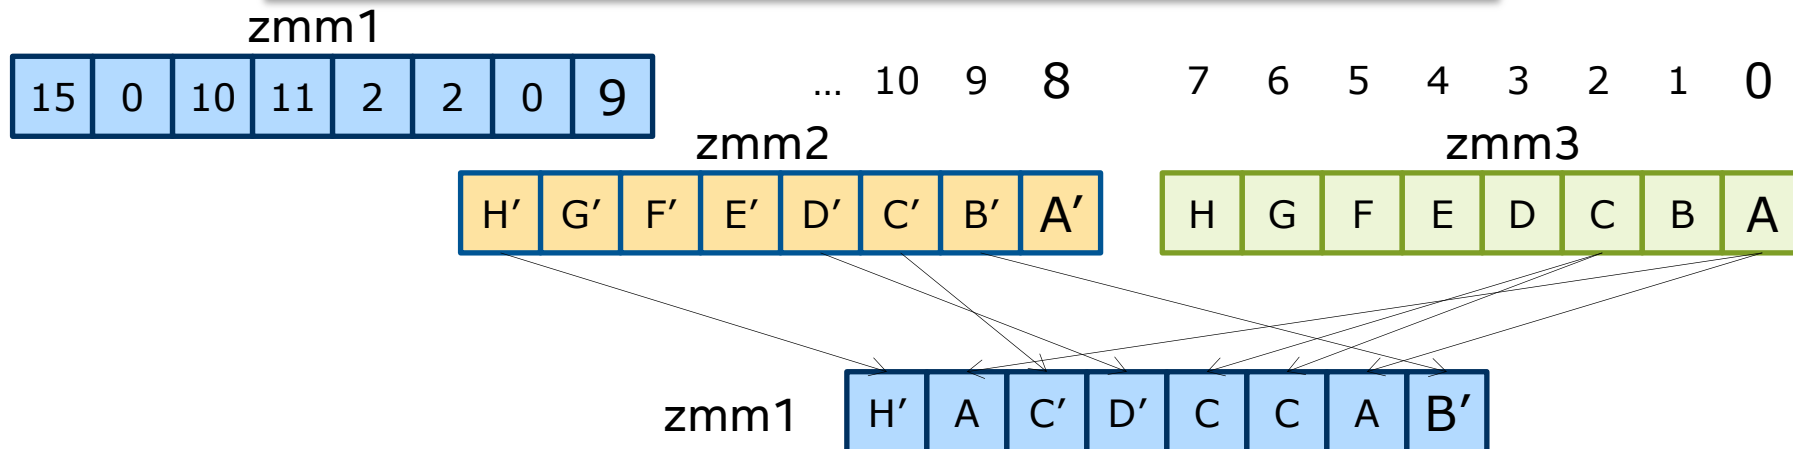 zmm1
15 0 10 11 2 2 0 9
... 10 9 8 7 6 5 4 3 2 1 0
zmm2 zmm3
H′ G′ F′ E′ D′ C′ B′ A′ H G F E D C B A
zmm1 H′ A C′ D′ C C A B′